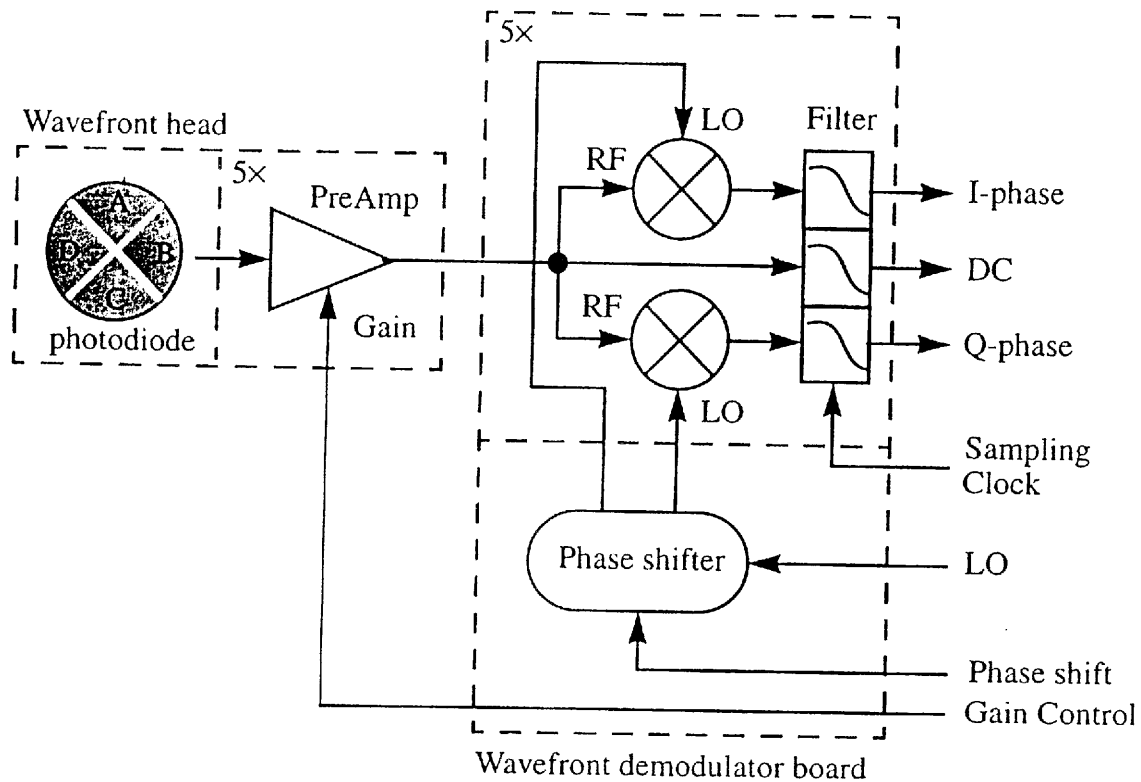 5×
Wavefront head
5×
PreAmp
A
D
B
C
photodiode
Gain
LO
Filter
RF
I-phase
DC
RF
Q-phase
LO
Sampling
Clock
Phase shifter
LO
Phase shift
Gain Control
Wavefront demodulator board